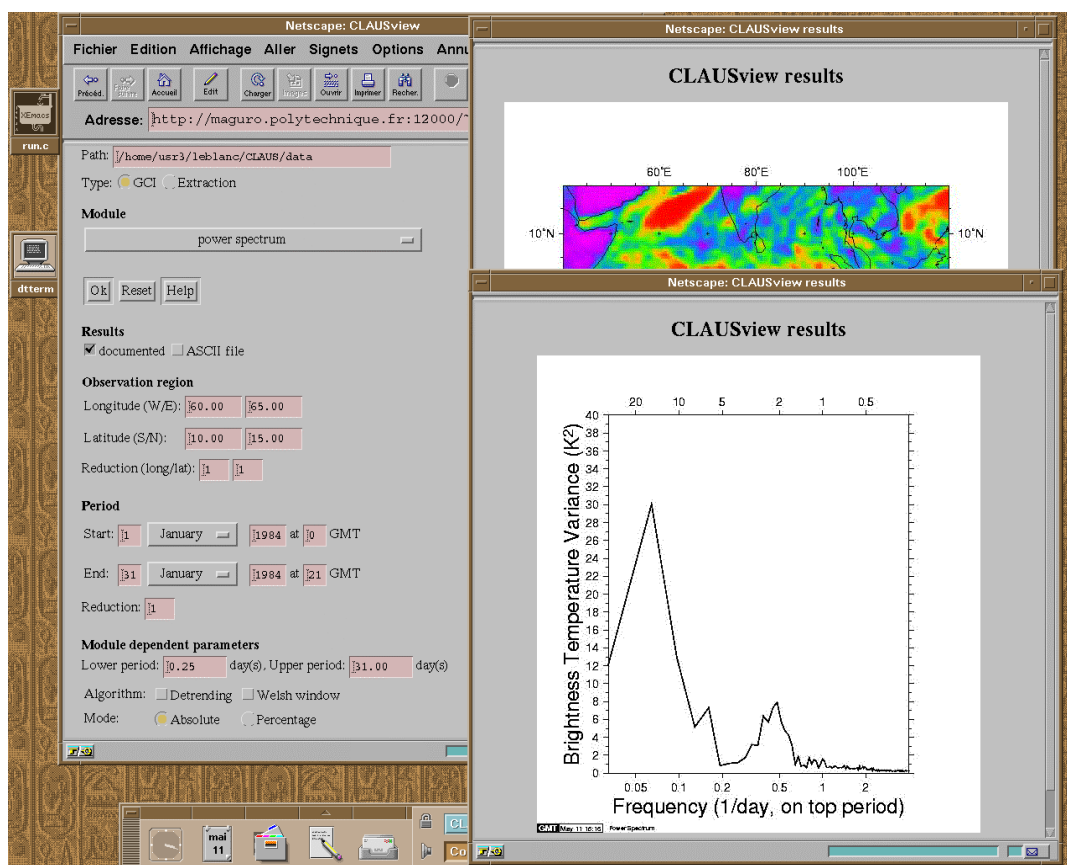 Netscape: CLAUSview
Fichier Edition Affichage Aller Signets Options Annu
Précéd. Accueil Edit Charger Images Ouvrir Imprimer Recher.
Adresse: http://maguro.polytechnique.fr:12000/~
XEmacs
run.c
dtterm
Path: /home/usr3/leblanc/CLAUS/data
Type: GCI Extraction
Module
power spectrum
Ok Reset Help
Results
documented ASCII file
Observation region
Longitude (W/E): 60.00 65.00
Latitude (S/N): 10.00 15.00
Reduction (long/lat): 1 1
Period
Start: 1 January 1984 at 0 GMT
End: 31 January 1984 at 21 GMT
Reduction: 1
Module dependent parameters
Lower period: 0.25 day(s), Upper period: 31.00 day(s)
Algorithm: Detrending Welsh window
Mode: Absolute Percentage
Netscape: CLAUSview results
CLAUSview results
60°E 80°E 100°E
10°N 10°N
Netscape: CLAUSview results
CLAUSview results
20 10 5 2 1 0.5
40
38
36
34
32
30
28
26
24
22
20
18
16
14
12
10
8
6
4
2
0
Brightness Temperature Variance (K²)
0.05 0.1 0.2 0.5 1 2
Frequency (1/day, on top period)
GMT May 11 16:16 PowerSpectrum
mai
11
CL
Co